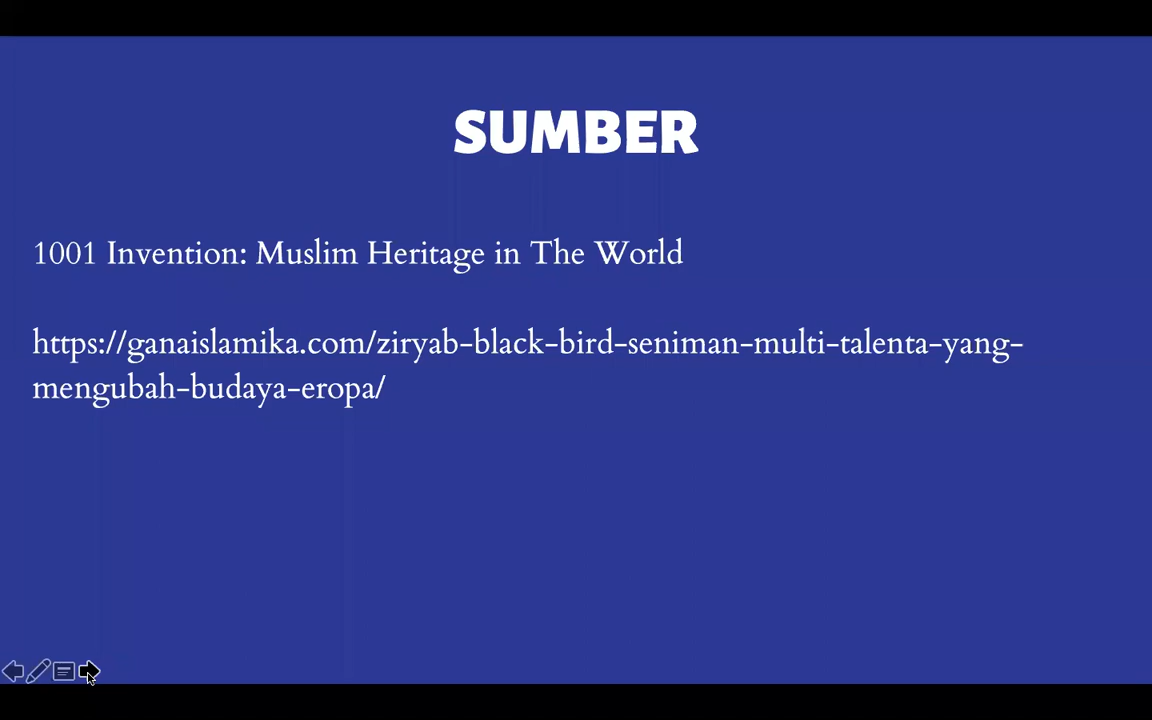 SUMBER
1001 Invention: Muslim Heritage in The World
https://ganaislamika.com/ziryab-black-bird-seniman-multi-talenta-yang-
mengubah-budaya-eropa/